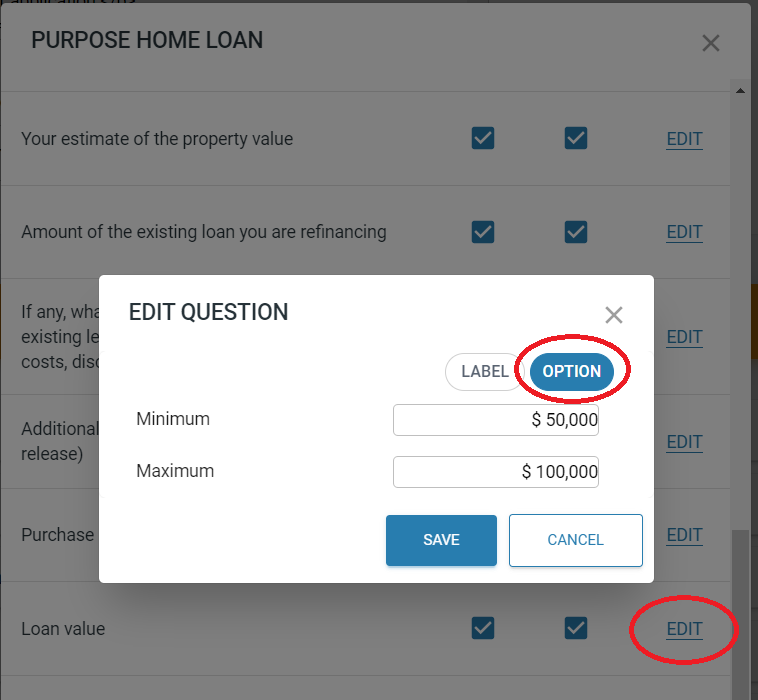 PURPOSE HOME LOAN
Your estimate of the property value
EDIT
Amount of the existing loan you are refinancing
EDIT
If any, wha
existing le
costs, disc
EDIT
EDIT QUESTION
LABEL
OPTION
Minimum
$ 50,000
Maximum
$ 100,000
SAVE
CANCEL
Additional
release)
EDIT
Purchase
EDIT
Loan value
EDIT